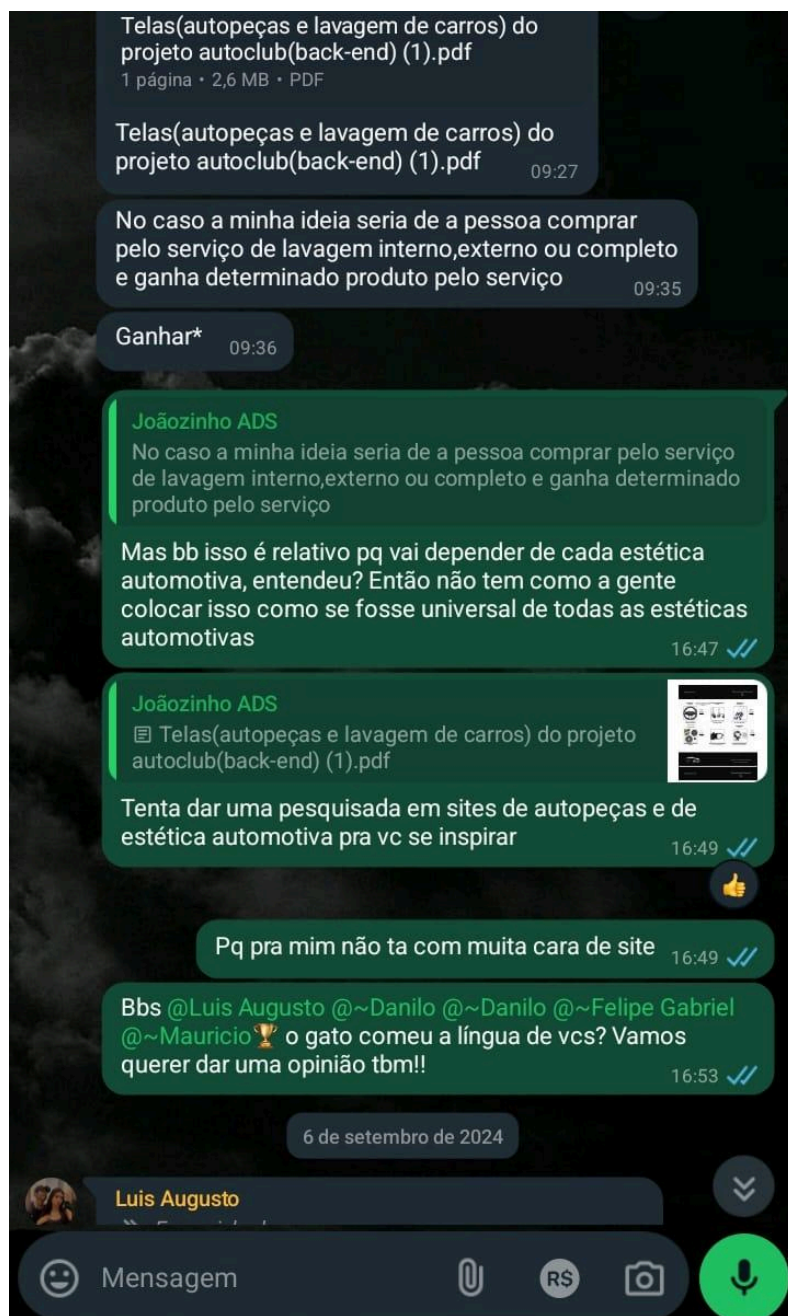 Telas(autopeças e lavagem de carros) do
projeto autoclub(back-end) (1).pdf
1 página • 2,6 MB • PDF
Telas(autopeças e lavagem de carros) do
projeto autoclub(back-end) (1).pdf
09:27
No caso a minha ideia seria de a pessoa comprar
pelo serviço de lavagem interno,externo ou completo
e ganha determinado produto pelo serviço
09:35
Ganhar*
09:36
Joãozinho ADS
No caso a minha ideia seria de a pessoa comprar pelo serviço
de lavagem interno,externo ou completo e ganha determinado
produto pelo serviço
Mas bb isso é relativo pq vai depender de cada estética
automotiva, entendeu? Então não tem como a gente
colocar isso como se fosse universal de todas as estéticas
automotivas
16:47
Joãozinho ADS
Telas(autopeças e lavagem de carros) do projeto
autoclub(back-end) (1).pdf
Tenta dar uma pesquisada em sites de autopeças e de
estética automotiva pra vc se inspirar
16:49
Pq pra mim não ta com muita cara de site
16:49
Bbs @Luis Augusto @~Danilo @~Danilo @~Felipe Gabriel
@~Mauricio🏆 o gato comeu a língua de vcs? Vamos
querer dar uma opinião tbm!!
16:53
6 de setembro de 2024
Luis Augusto
Mensagem
R$